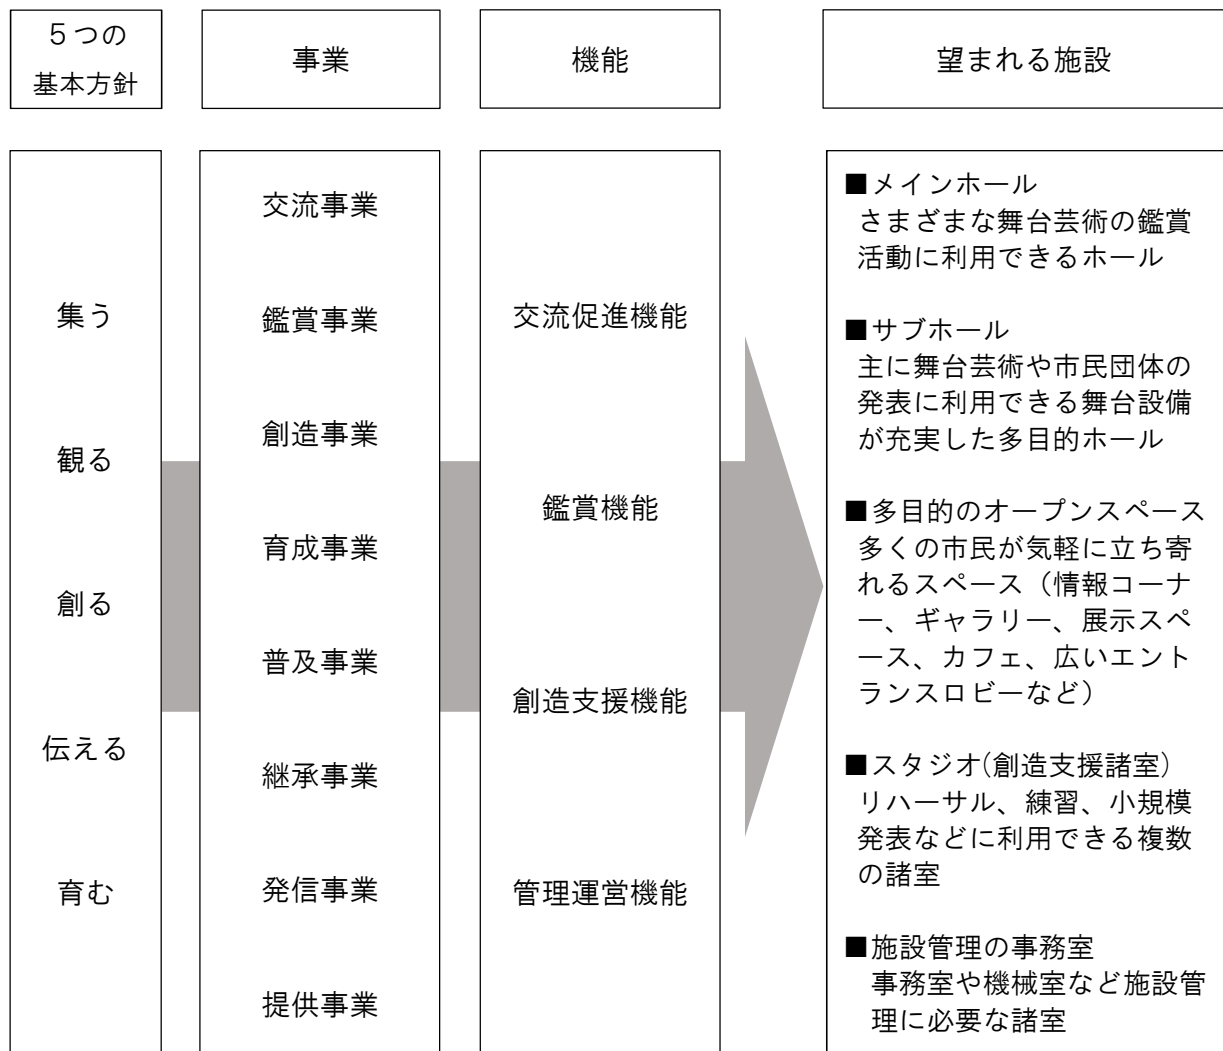 5つの
基本方針
事業
機能
望まれる施設
集う
観る
創る
伝える
育む
交流事業
鑑賞事業
創造事業
育成事業
普及事業
継承事業
発信事業
提供事業
交流促進機能
鑑賞機能
創造支援機能
管理運営機能
■メインホール
さまざまな舞台芸術の鑑賞
活動に利用できるホール
■サブホール
主に舞台芸術や市民団体の
発表に利用できる舞台設備
が充実した多目的ホール
■多目的のオープンスペース
多くの市民が気軽に立ち寄
れるスペース（情報コーナ
ー、ギャラリー、展示スペ
ース、カフェ、広いエント
ランスロビーなど）
■スタジオ(創造支援諸室）
リハーサル、練習、小規模
発表などに利用できる複数
の諸室
■施設管理の事務室
事務室や機械室など施設管
理に必要な諸室